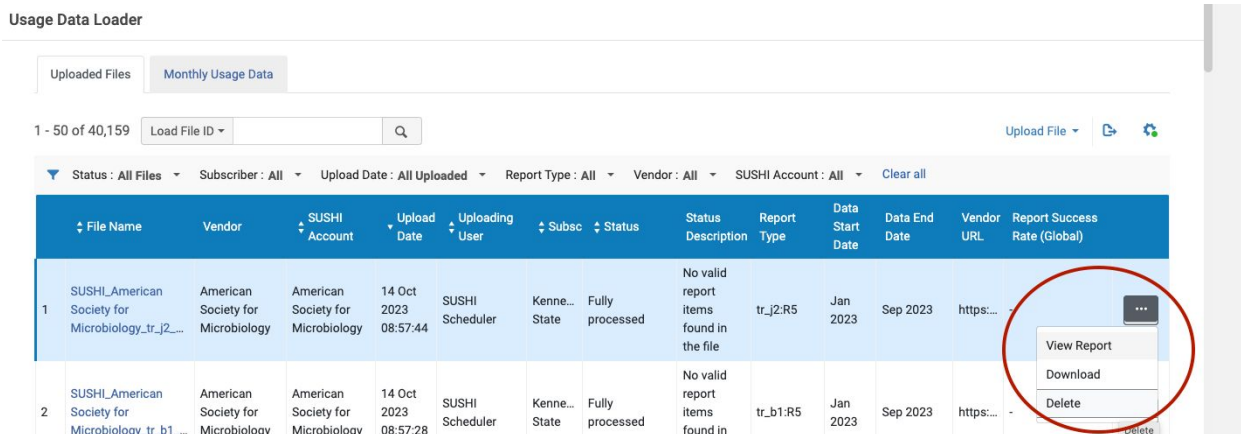 Usage Data Loader
Uploaded Files Monthly Usage Data
1 - 50 of 40,159 Load File ID Upload File
Status : All Files Subscriber : All Upload Date : All Uploaded Report Type : All Vendor : All SUSHI Account : All Clear all
File Name
Vendor
SUSHI
Account
Upload
Date
Uploading
User
Subsc
Status
Status
Description
Report
Type
Data
Start
Date
Data End
Date
Vendor
URL
Report Success
Rate (Global)
1
SUSHI_American
Society for
Microbiology_tr_j2_...
American
Society for
Microbiology
American
Society for
Microbiology
14 Oct
2023
08:57:44
SUSHI
Scheduler
Kenne...
State
Fully
processed
No valid
report
items
found in
the file
tr_j2:R5
Jan
2023
Sep 2023
https:...
-
View Report
Download
Delete
2
SUSHI_American
Society for
Microbiology_tr_b1_...
American
Society for
Microbiology
American
Society for
Microbiology
14 Oct
2023
08:57:28
SUSHI
Scheduler
Kenne...
State
Fully
processed
No valid
report
items
found in
tr_b1:R5
Jan
2023
Sep 2023
https:...
-
Delete